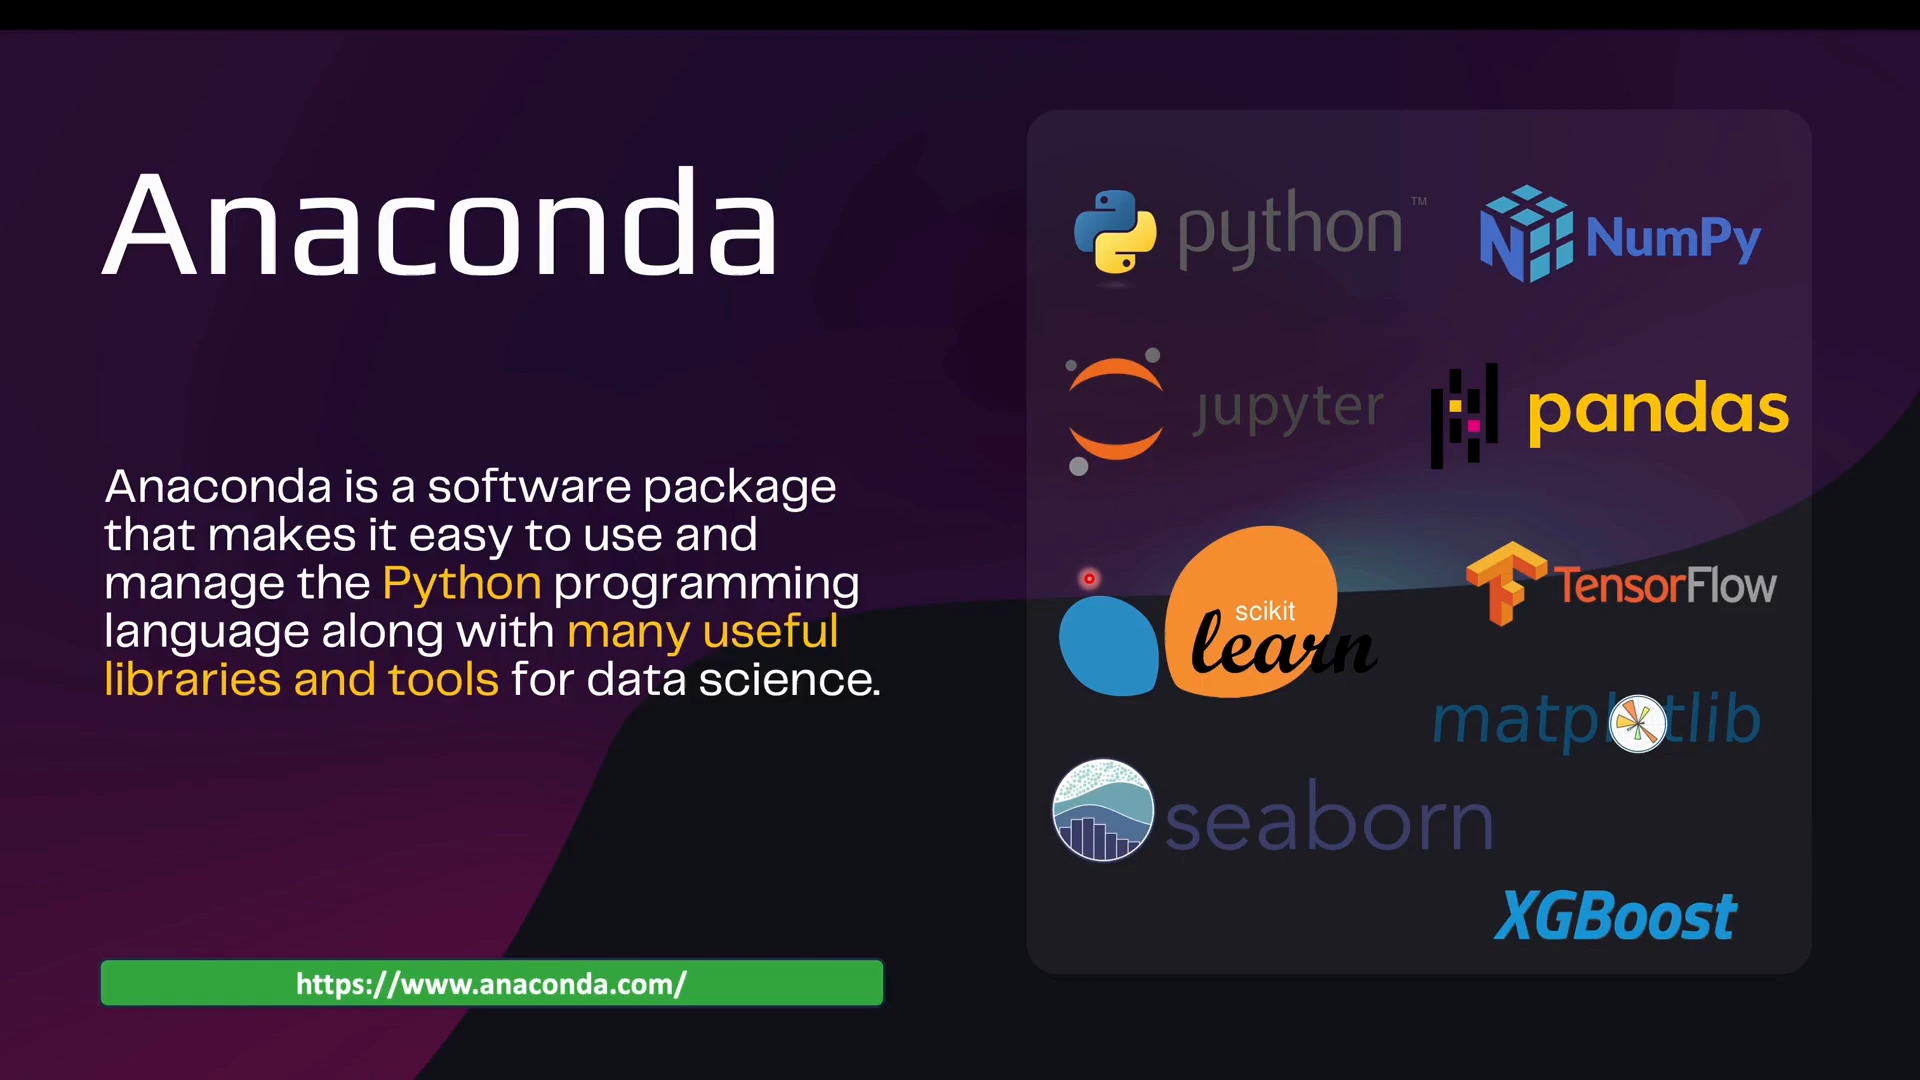 Anaconda
Anaconda is a software package
that makes it easy to use and
manage the Python programming
language along with many useful
libraries and tools for data science.
https://www.anaconda.com/
python™
NumPy
jupyter
pandas
scikit
learn
TensorFlow
matplotlib
seaborn
XGBoost